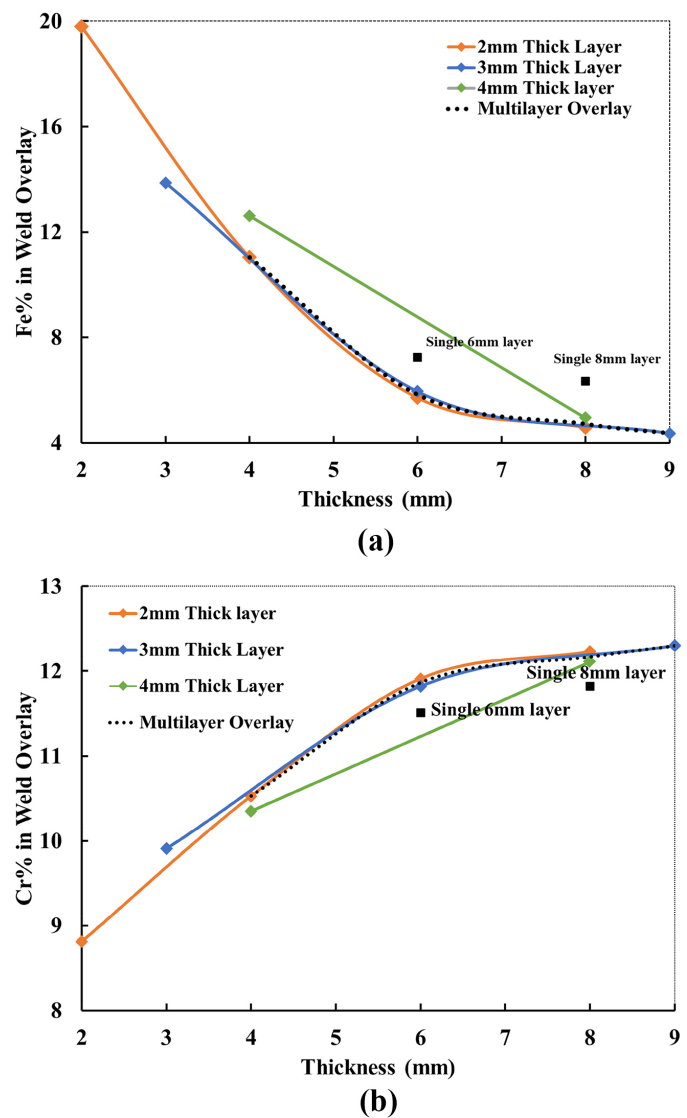 20
16
12
8
4
Fe% in Weld Overlay
2mm Thick Layer
3mm Thick Layer
4mm Thick layer
Multilayer Overlay
Single 6mm layer
Single 8mm layer
2 3 4 5 6 7 8 9
Thickness (mm)
(a)
13
12
11
10
9
8
Cr% in Weld Overlay
2mm Thick layer
3mm Thick Layer
4mm Thick Layer
Multilayer Overlay
Single 8mm layer
Single 6mm layer
2 3 4 5 6 7 8 9
Thickness (mm)
(b)